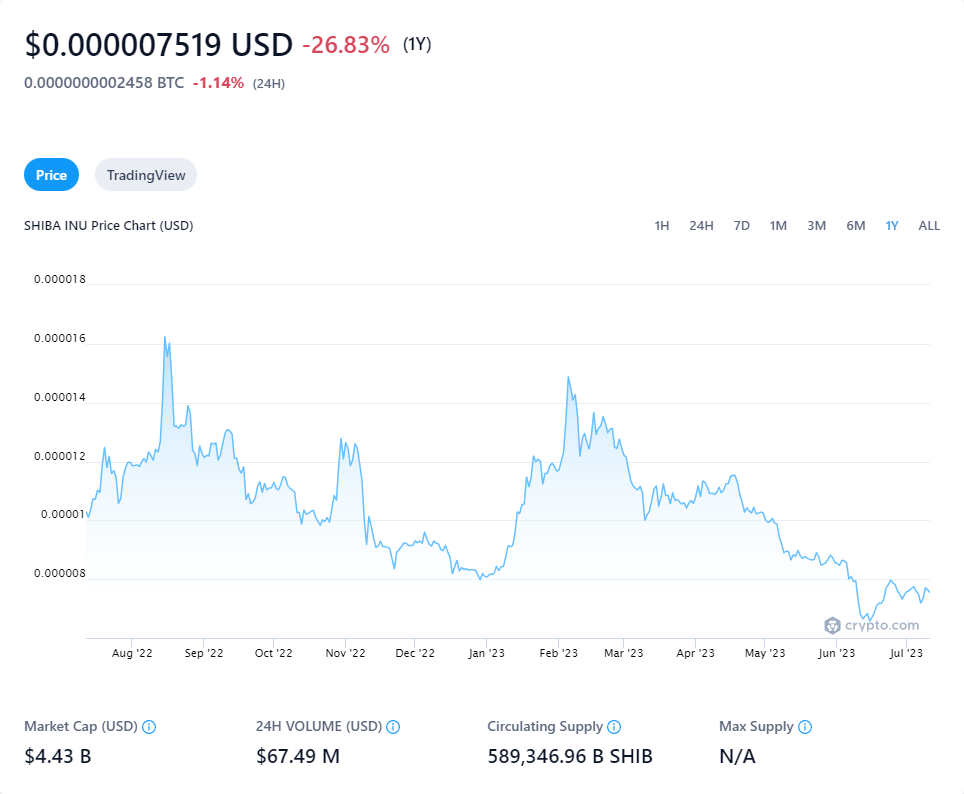 $0.000007519 USD -26.83% (1Y)
0.0000000002458 BTC -1.14% (24H)
Price TradingView
SHIBA INU Price Chart (USD) 1H 24H 7D 1M 3M 6M 1Y ALL
0.000018
0.000016
0.000014
0.000012
0.00001
0.000008
crypto.com
Aug '22 Sep '22 Oct '22 Nov '22 Dec '22 Jan '23 Feb '23 Mar '23 Apr '23 May '23 Jun '23 Jul '23
Market Cap (USD) 24H VOLUME (USD) Circulating Supply Max Supply
$4.43 B $67.49 M 589,346.96 B SHIB N/A